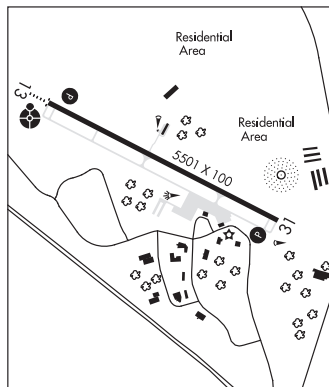 Residential
Area
13
P
Residential
Area
5501 X 100
31
P